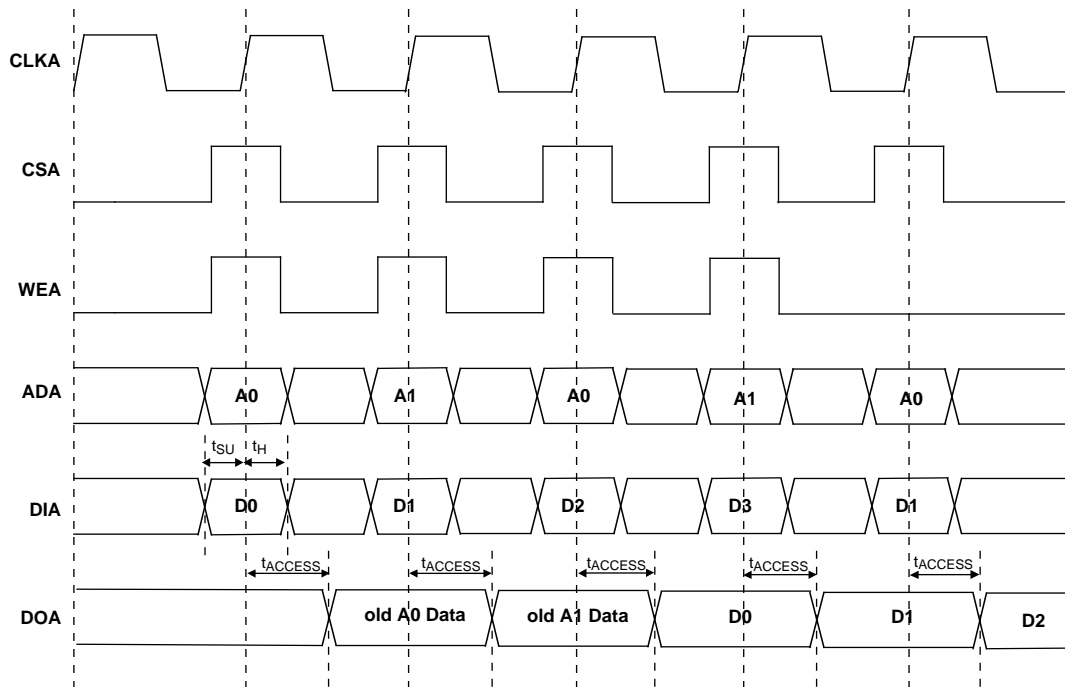 CLKA
CSA
WEA
ADA A0 A1 A0 A1 A0
tSU tH
DIA D0 D1 D2 D3 D1
tACCESS tACCESS tACCESS tACCESS tACCESS
DOA old A0 Data old A1 Data D0 D1 D2